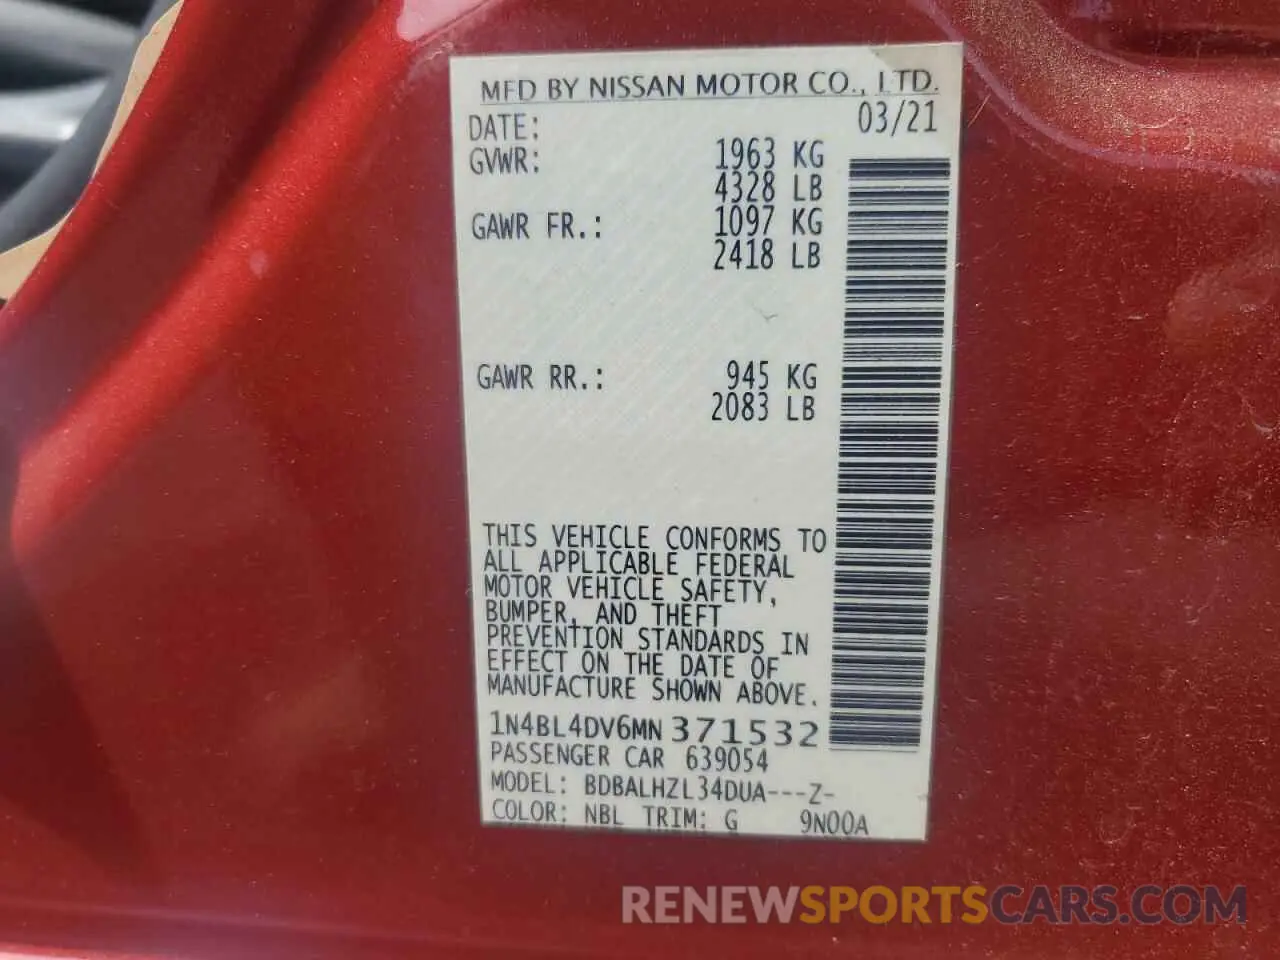 MFD BY NISSAN MOTOR CO., LTD.
DATE: 03/21
GVWR: 1963 KG
4328 LB
GAWR FR.: 1097 KG
2418 LB
GAWR RR.: 945 KG
2083 LB
THIS VEHICLE CONFORMS TO
ALL APPLICABLE FEDERAL
MOTOR VEHICLE SAFETY,
BUMPER, AND THEFT
PREVENTION STANDARDS IN
EFFECT ON THE DATE OF
MANUFACTURE SHOWN ABOVE.
1N4BL4DV6MN371532
PASSENGER CAR 639054
MODEL: BDBALHZL34DUA---Z-
COLOR: NBL TRIM: G 9N00A
RENEWSPORTSCARS.COM